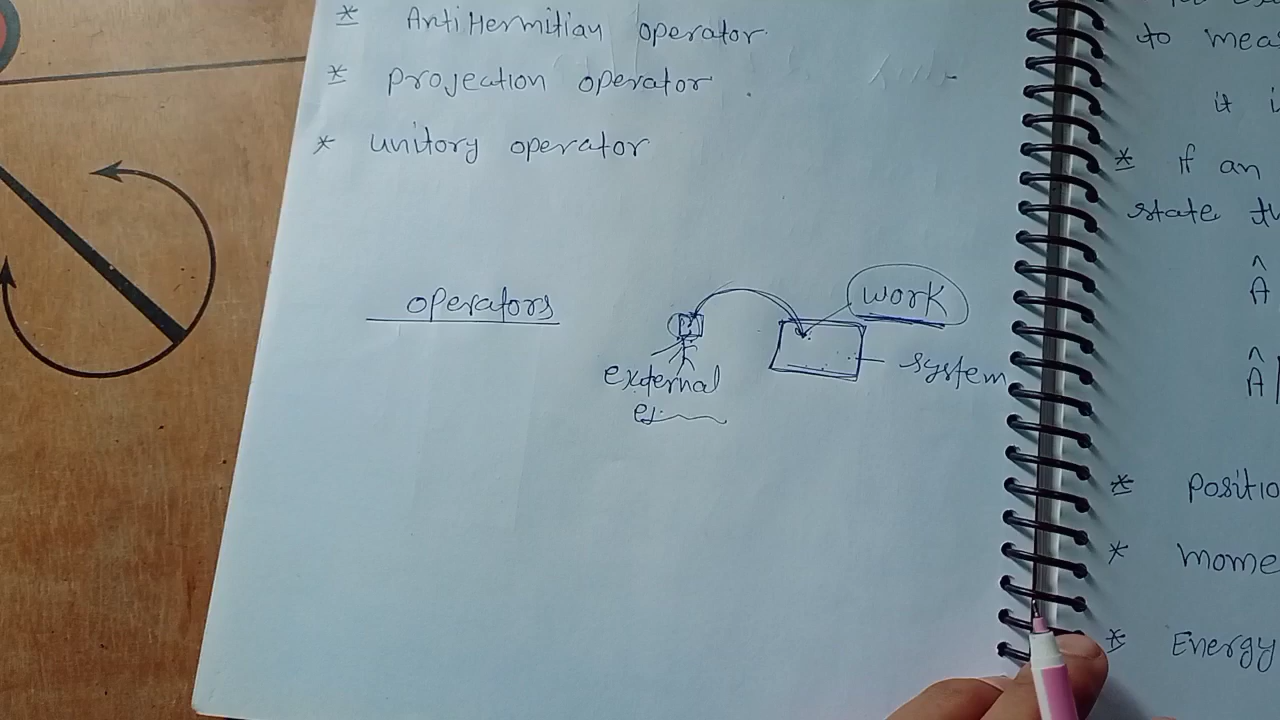 * AntiHermitian operator.
* projection operator.
* unitory operator
operators
work
system
external
to mea
it i
* if an
state th
Â
Â|
* Positio
* mome
* Energy